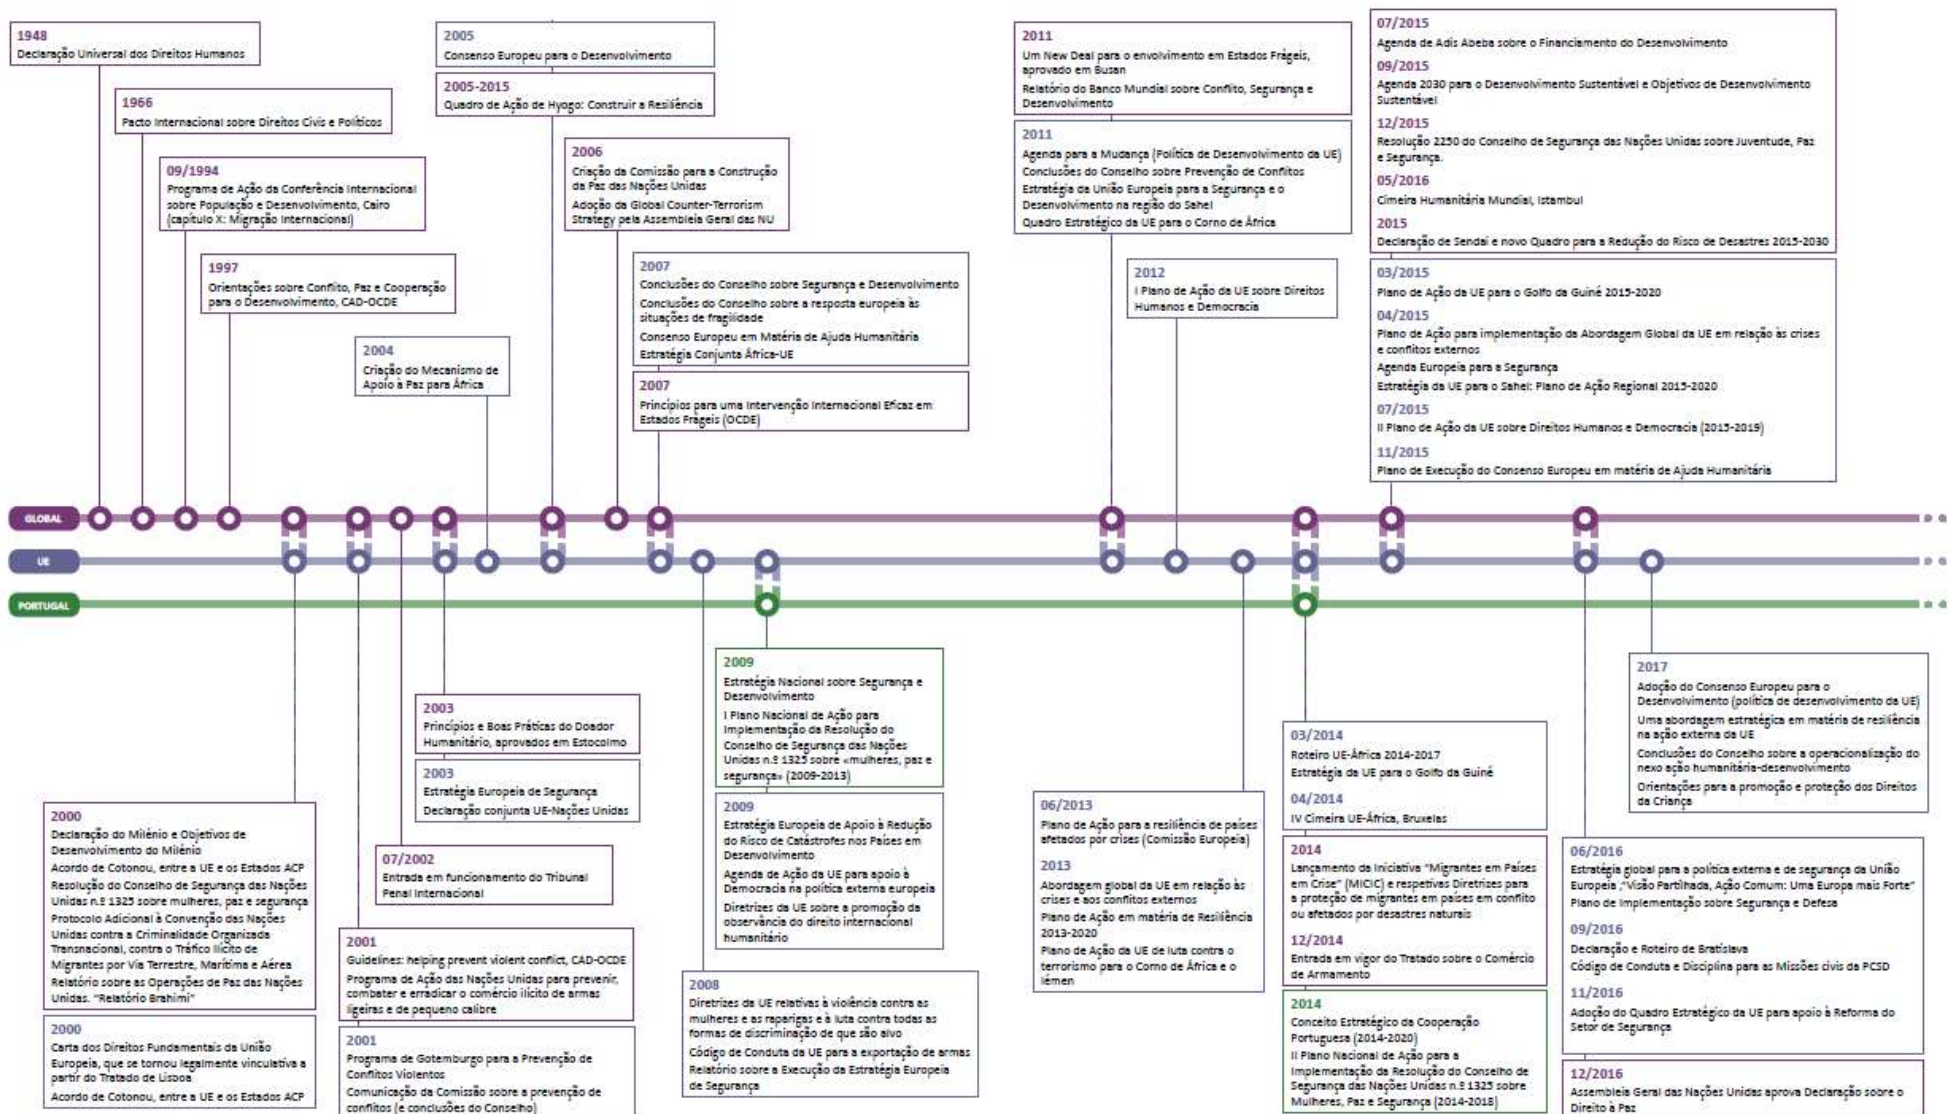 1948
Declaração Universal dos Direitos Humanos
1966
Pacto Internacional sobre Direitos Civis e Políticos
09/1994
Programa de Ação da Conferência Internacional
sobre População e Desenvolvimento, Cairo
(capítulo X: Migração Internacional)
1997
Orientações sobre Conflito, Paz e Cooperação
para o Desenvolvimento, CAD-OCDE
2004
Criação do Mecanismo de
Apoio à Paz para África
2005
Consenso Europeu para o Desenvolvimento
2005-2015
Quadro de Ação de Hyogo: Construir a Resiliência
2006
Criação da Comissão para a Construção
da Paz das Nações Unidas
Adoção da Global Counter-Terrorism
Strategy pela Assembleia Geral das NU
2007
Conclusões do Conselho sobre Segurança e Desenvolvimento
Conclusões do Conselho sobre a resposta europeia às
situações de fragilidade
Consenso Europeu em Matéria de Ajuda Humanitária
Estratégia Conjunta África-UE
2007
Princípios para uma Intervenção Internacional Eficaz em
Estados Frágeis (OCDE)
2011
Um New Deal para o envolvimento em Estados Frágeis,
aprovado em Busan
Relatório do Banco Mundial sobre Conflito, Segurança e
Desenvolvimento
2011
Agenda para a Mudança (Política de Desenvolvimento da UE)
Conclusões do Conselho sobre Prevenção de Conflitos
Estratégia da União Europeia para a Segurança e o
Desenvolvimento na região do Sahel
Quadro Estratégico da UE para o Corno de África
2012
I Plano de Ação da UE sobre Direitos
Humanos e Democracia
07/2015
Agenda de Adis Abeba sobre o Financiamento do Desenvolvimento
09/2015
Agenda 2030 para o Desenvolvimento Sustentável e Objetivos de Desenvolvimento
Sustentável
12/2015
Resolução 2250 do Conselho de Segurança das Nações Unidas sobre Juventude, Paz
e Segurança.
05/2016
Cimeira Humanitária Mundial, Istambul
2015
Declaração de Sendai e novo Quadro para a Redução do Risco de Desastres 2015-2030
03/2015
Plano de Ação da UE para o Golfo da Guiné 2015-2020
04/2015
Plano de Ação para implementação da Abordagem Global da UE em relação às crises
e conflitos externos
Agenda Europeia para a Segurança
Estratégia da UE para o Sahel: Plano de Ação Regional 2015-2020
07/2015
II Plano de Ação da UE sobre Direitos Humanos e Democracia (2015-2019)
11/2015
Plano de Execução do Consenso Europeu em matéria de Ajuda Humanitária
GLOBAL
UE
PORTUGAL
2000
Declaração do Milénio e Objetivos de
Desenvolvimento do Milénio
Acordo de Cotonou, entre a UE e os Estados ACP
Resolução do Conselho de Segurança das Nações
Unidas n.º 1325 sobre mulheres, paz e segurança
Protocolo Adicional à Convenção das Nações
Unidas contra a Criminalidade Organizada
Transnacional, contra o Tráfico Ilícito de
Migrantes por Via Terrestre, Marítima e Aérea
Relatório sobre as Operações de Paz das Nações
Unidas. "Relatório Brahimi"
2000
Carta dos Direitos Fundamentais da União
Europeia, que se tornou legalmente vinculativa a
partir do Tratado de Lisboa
Acordo de Cotonou, entre a UE e os Estados ACP
2001
Guidelines: helping prevent violent conflict, CAD-OCDE
Programa de Ação das Nações Unidas para prevenir,
combater e erradicar o comércio ilícito de armas
ligeiras e de pequeno calibre
2001
Programa de Gotemburgo para a Prevenção de
Conflitos Violentos
Comunicação da Comissão sobre a prevenção de
conflitos (e conclusões do Conselho)
07/2002
Entrada em funcionamento do Tribunal
Penal Internacional
2003
Princípios e Boas Práticas do Doador
Humanitário, aprovados em Estocolmo
2003
Estratégia Europeia de Segurança
Declaração conjunta UE-Nações Unidas
2009
Estratégia Nacional sobre Segurança e
Desenvolvimento
I Plano Nacional de Ação para
Implementação da Resolução do
Conselho de Segurança das Nações
Unidas n.º 1325 sobre «mulheres, paz e
segurança» (2009-2013)
2009
Estratégia Europeia de Apoio à Redução
do Risco de Catástrofes nos Países em
Desenvolvimento
Agenda de Ação da UE para apoio à
Democracia na política externa europeia
Diretrizes da UE sobre a promoção da
observância do direito internacional
humanitário
2008
Diretrizes da UE relativas à violência contra as
mulheres e as raparigas e à luta contra todas as
formas de discriminação de que são alvo
Código de Conduta da UE para a exportação de armas
Relatório sobre a Execução da Estratégia Europeia
de Segurança
06/2013
Plano de Ação para a resiliência de países
afetados por crises (Comissão Europeia)
2013
Abordagem global da UE em relação às
crises e aos conflitos externos
Plano de Ação em matéria de Resiliência
2013-2020
Plano de Ação da UE de luta contra o
terrorismo para o Corno de África e o
Iémen
03/2014
Roteiro UE-África 2014-2017
Estratégia da UE para o Golfo da Guiné
04/2014
IV Cimeira UE-África, Bruxelas
2014
Lançamento da Iniciativa "Migrantes em Países
em Crise" (MICIC) e respetivas Diretrizes para
a proteção de migrantes em países em conflito
ou afetados por desastres naturais
12/2014
Entrada em vigor do Tratado sobre o Comércio
de Armamento
2014
Conceito Estratégico da Cooperação
Portuguesa (2014-2020)
II Plano Nacional de Ação para a
Implementação da Resolução do Conselho de
Segurança das Nações Unidas n.º 1325 sobre
Mulheres, Paz e Segurança (2014-2018)
2017
Adoção do Consenso Europeu para o
Desenvolvimento (política de desenvolvimento da UE)
Uma abordagem estratégica em matéria de resiliência
na ação externa da UE
Conclusões do Conselho sobre a operacionalização do
nexo ação humanitária-desenvolvimento
Orientações para a promoção e proteção dos Direitos
da Criança
06/2016
Estratégia global para a política externa e de segurança da União
Europeia ,"Visão Partilhada, Ação Comum: Uma Europa mais Forte"
Plano de Implementação sobre Segurança e Defesa
09/2016
Declaração e Roteiro de Bratislava
Código de Conduta e Disciplina para as Missões civis da PCSD
11/2016
Adoção do Quadro Estratégico da UE para apoio à Reforma do
Setor de Segurança
12/2016
Assembleia Geral das Nações Unidas aprova Declaração sobre o
Direito à Paz